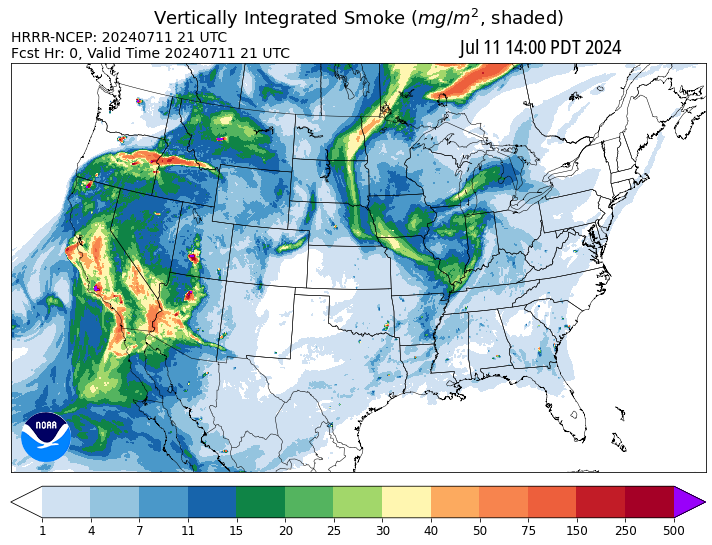 Vertically Integrated Smoke (mg/m², shaded)
HRRR-NCEP: 20240711 21 UTC
Fcst Hr: 0, Valid Time 20240711 21 UTC
Jul 11 14:00 PDT 2024
NOAA
1 4 7 11 15 20 25 30 40 50 75 150 250 500